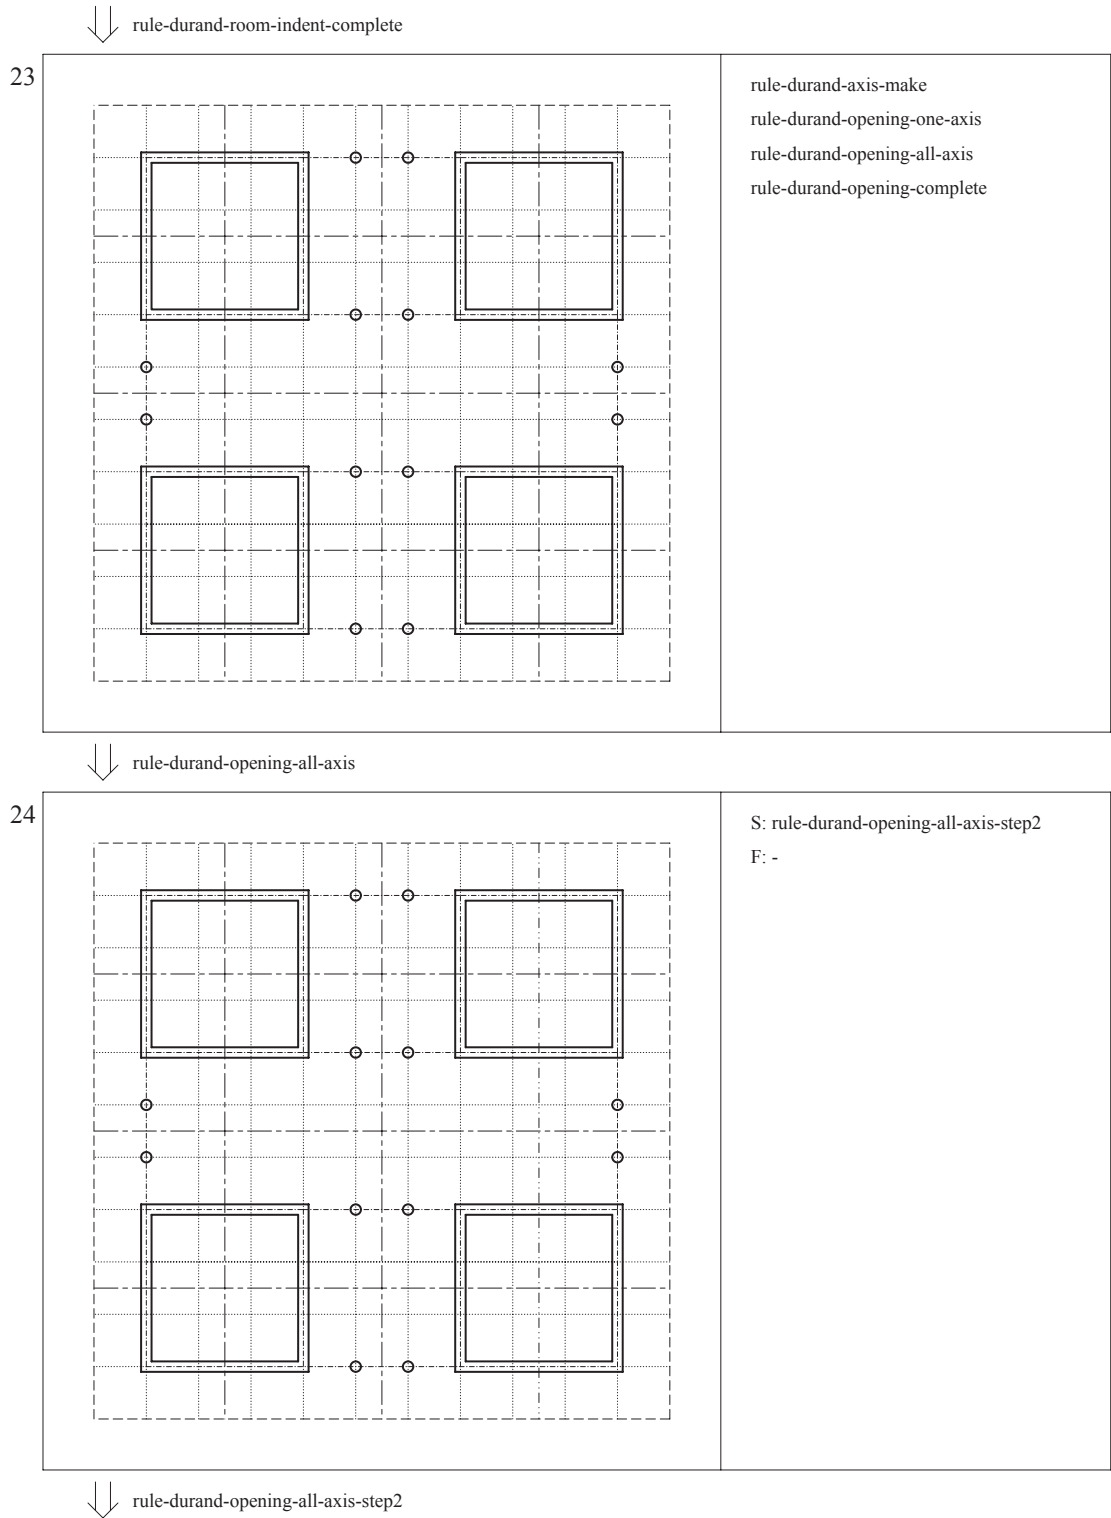 rule-durand-room-indent-complete
23
rule-durand-axis-make
rule-durand-opening-one-axis
rule-durand-opening-all-axis
rule-durand-opening-complete
rule-durand-opening-all-axis
24
S: rule-durand-opening-all-axis-step2
F: -
rule-durand-opening-all-axis-step2